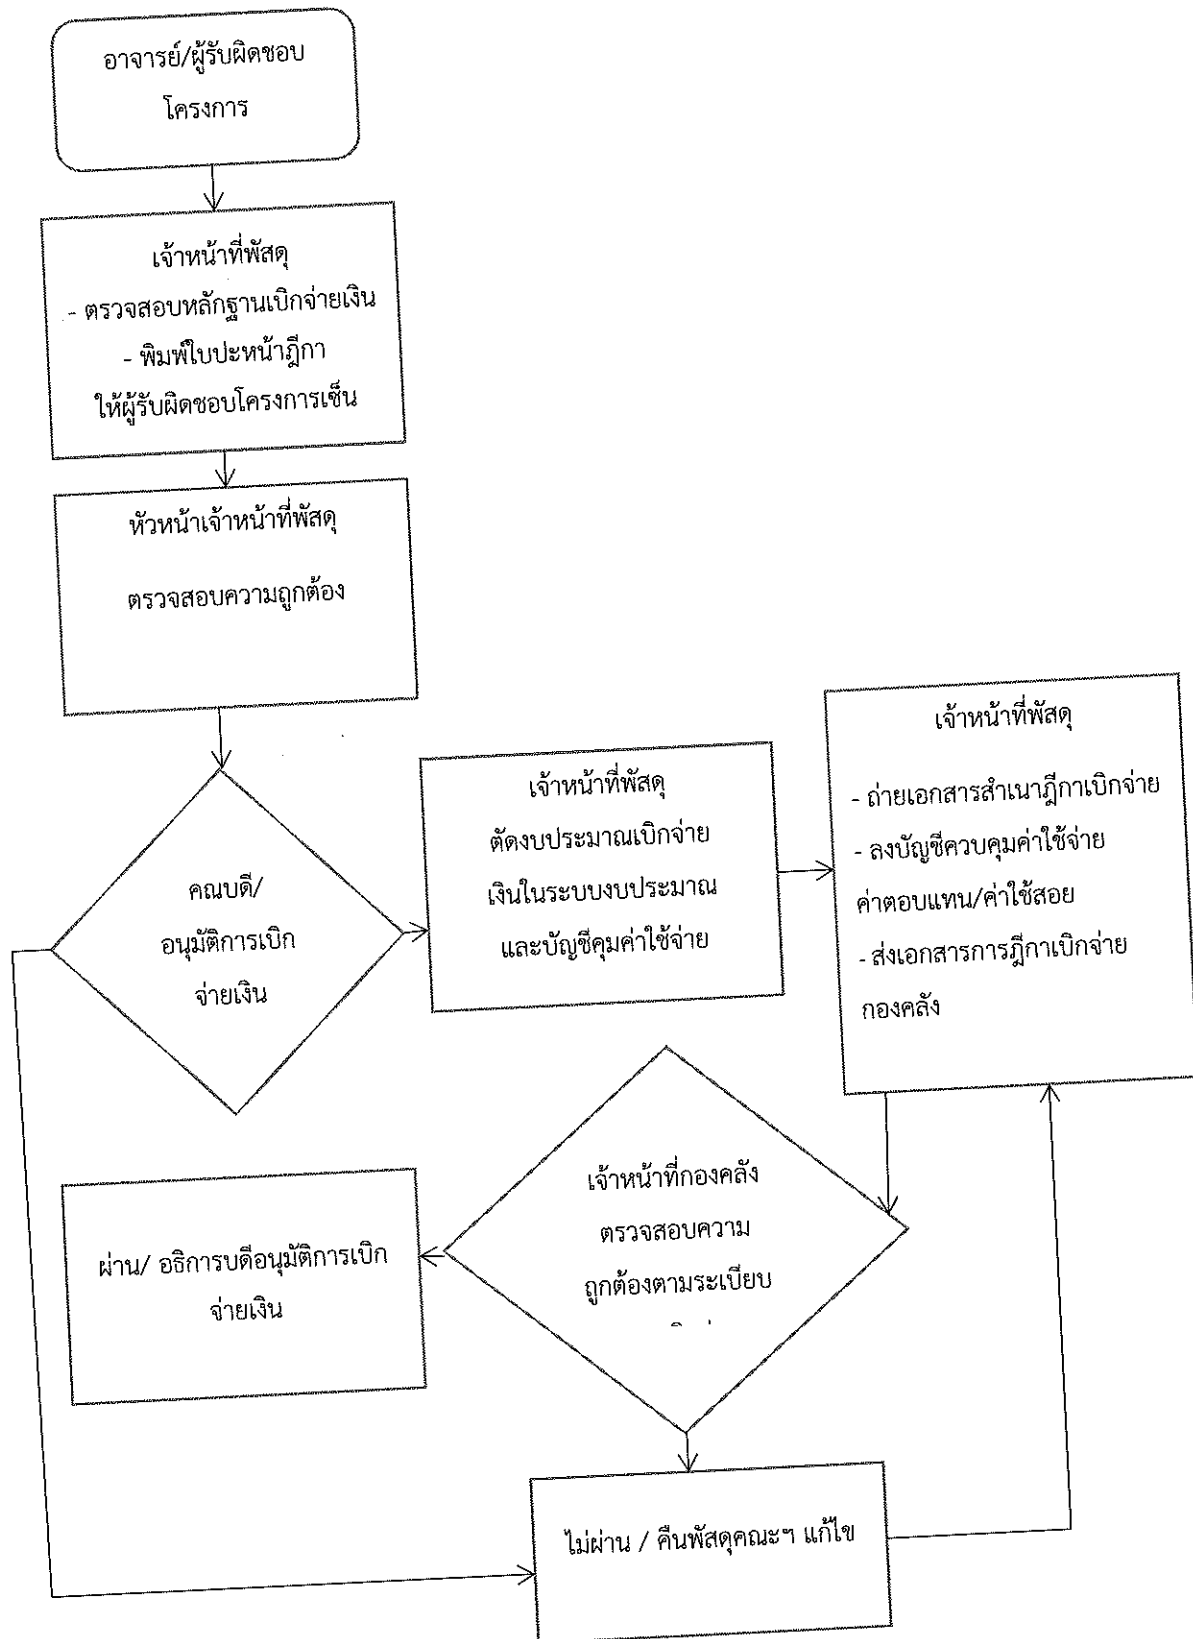 อาจารย์/ผู้รับผิดชอบ
โครงการ
เจ้าหน้าที่พัสดุ
- ตรวจสอบหลักฐานเบิกจ่ายเงิน
- พิมพ์ใบปะหน้าฎีกา
ให้ผู้รับผิดชอบโครงการเซ็น
หัวหน้าเจ้าหน้าที่พัสดุ
ตรวจสอบความถูกต้อง
คณบดี/
อนุมัติการเบิก
จ่ายเงิน
เจ้าหน้าที่พัสดุ
ตัดงบประมาณเบิกจ่าย
เงินในระบบงบประมาณ
และบัญชีคุมค่าใช้จ่าย
เจ้าหน้าที่พัสดุ
- ถ่ายเอกสารสำเนาฎีกาเบิกจ่าย
- ลงบัญชีควบคุมค่าใช้จ่าย
ค่าตอบแทน/ค่าใช้สอย
- ส่งเอกสารการฎีกาเบิกจ่าย
กองคลัง
เจ้าหน้าที่กองคลัง
ตรวจสอบความ
ถูกต้องตามระเบียบ
ผ่าน/ อธิการบดีอนุมัติการเบิก
จ่ายเงิน
ไม่ผ่าน / คืนพัสดุคณะฯ แก้ไข